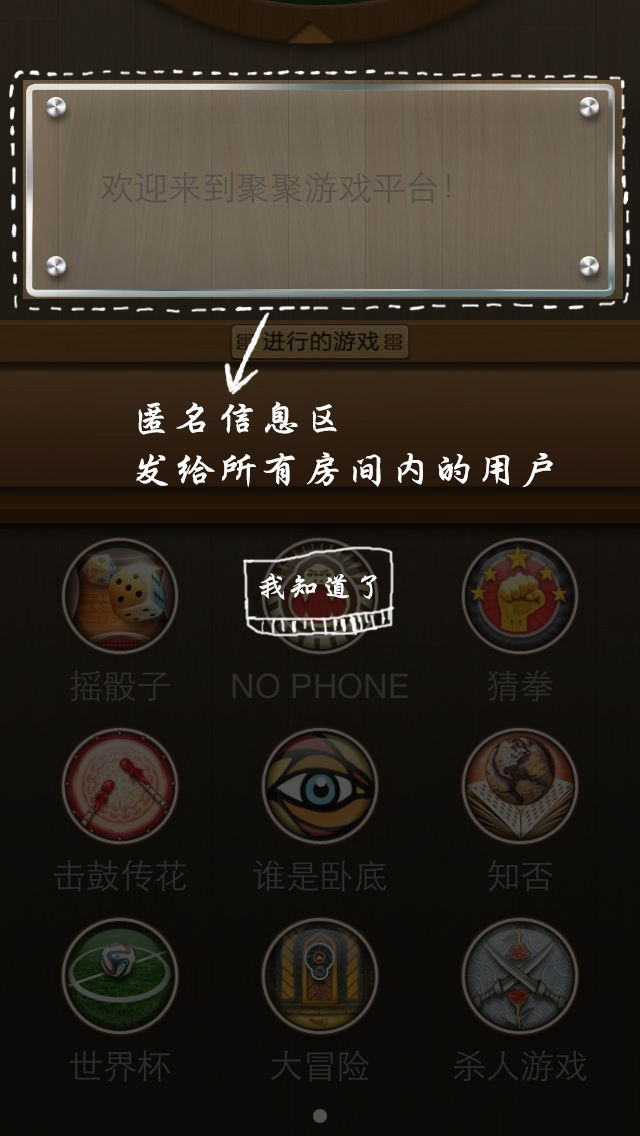 欢迎来到聚聚游戏平台！
进行的游戏
匿名信息区
发给所有房间内的用户
我知道了
摇骰子 NO PHONE 猜拳
击鼓传花 谁是卧底 知否
世界杯 大冒险 杀人游戏